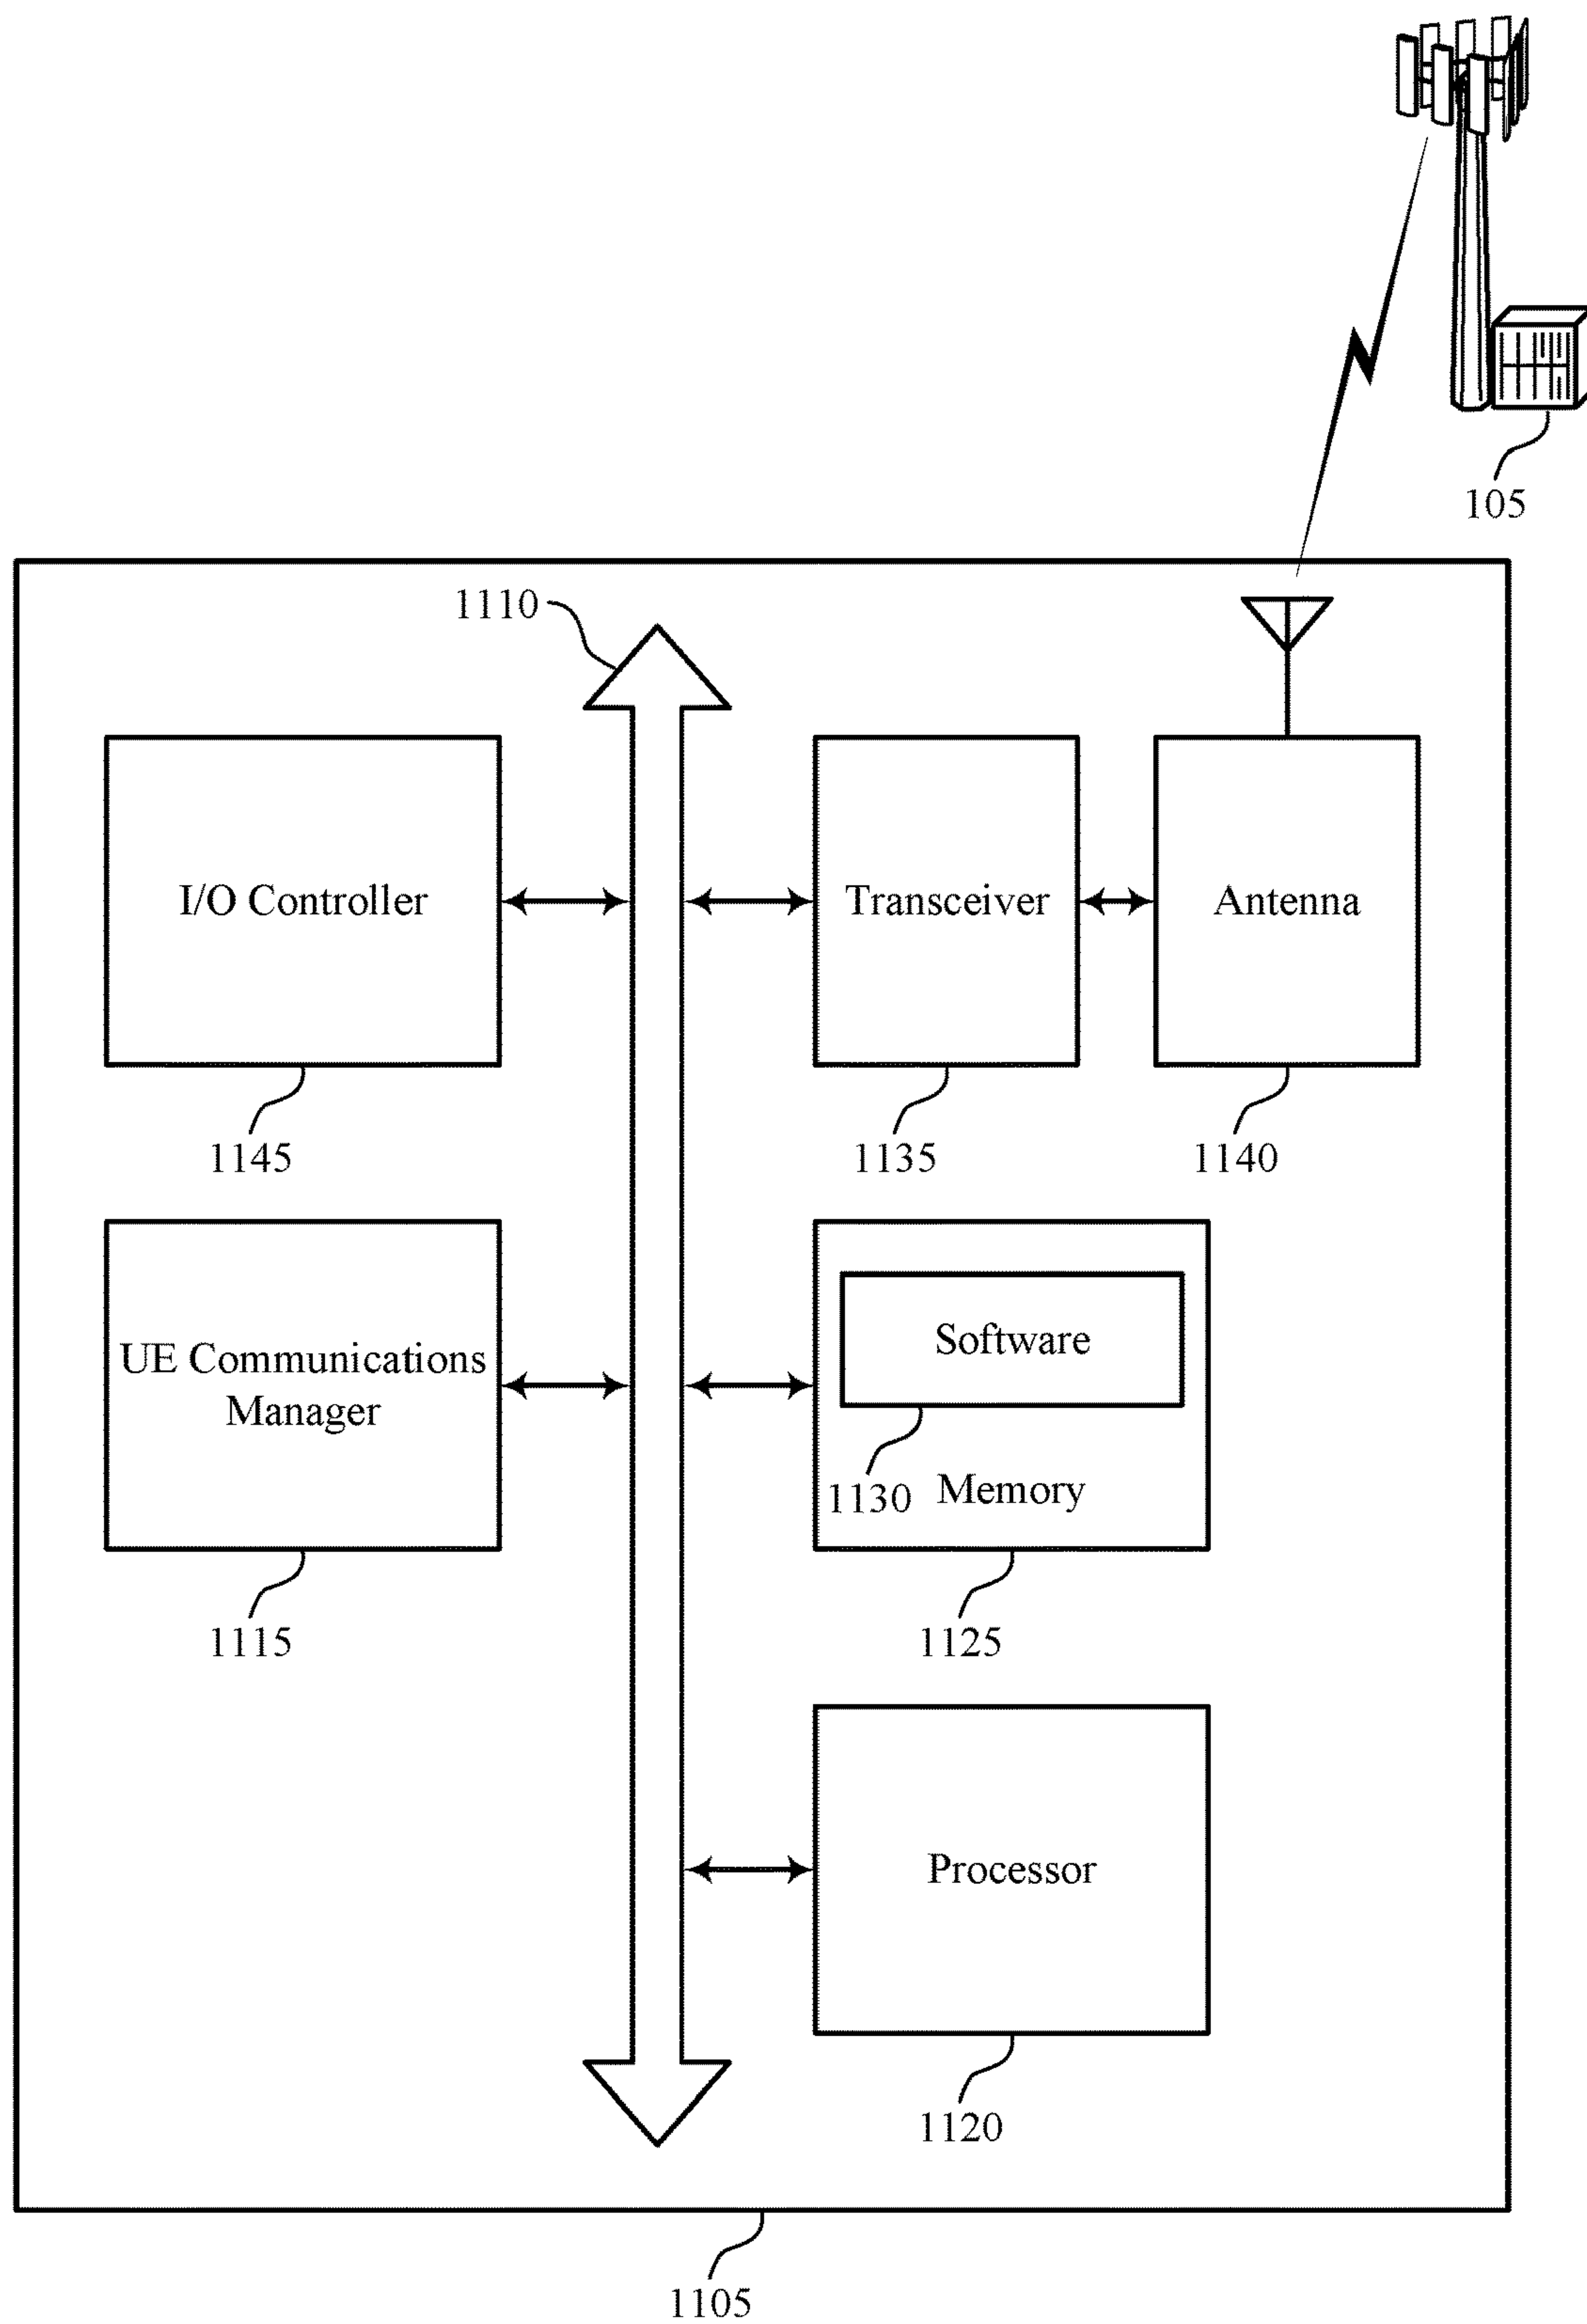 105
1110
I/O Controller
Transceiver
Antenna
1145
1135
1140
UE Communications
Manager
Software
1130
Memory
1115
1125
Processor
1120
1105